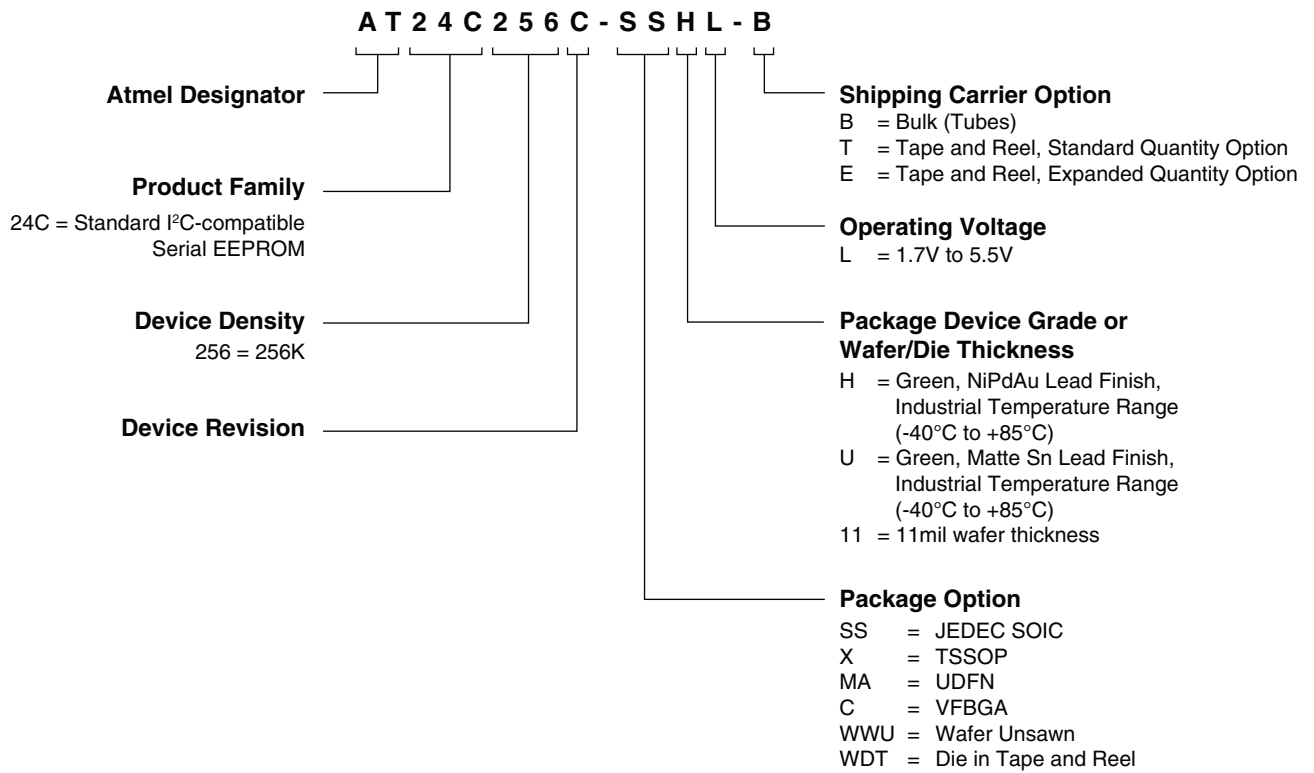 A T 2 4 C 2 5 6 C - S S H L - B
Atmel Designator
Product Family
24C = Standard I²C-compatible
Serial EEPROM
Device Density
256 = 256K
Device Revision
Shipping Carrier Option
B = Bulk (Tubes)
T = Tape and Reel, Standard Quantity Option
E = Tape and Reel, Expanded Quantity Option
Operating Voltage
L = 1.7V to 5.5V
Package Device Grade or
Wafer/Die Thickness
H = Green, NiPdAu Lead Finish,
Industrial Temperature Range
(-40°C to +85°C)
U = Green, Matte Sn Lead Finish,
Industrial Temperature Range
(-40°C to +85°C)
11 = 11mil wafer thickness
Package Option
SS = JEDEC SOIC
X = TSSOP
MA = UDFN
C = VFBGA
WWU = Wafer Unsawn
WDT = Die in Tape and Reel